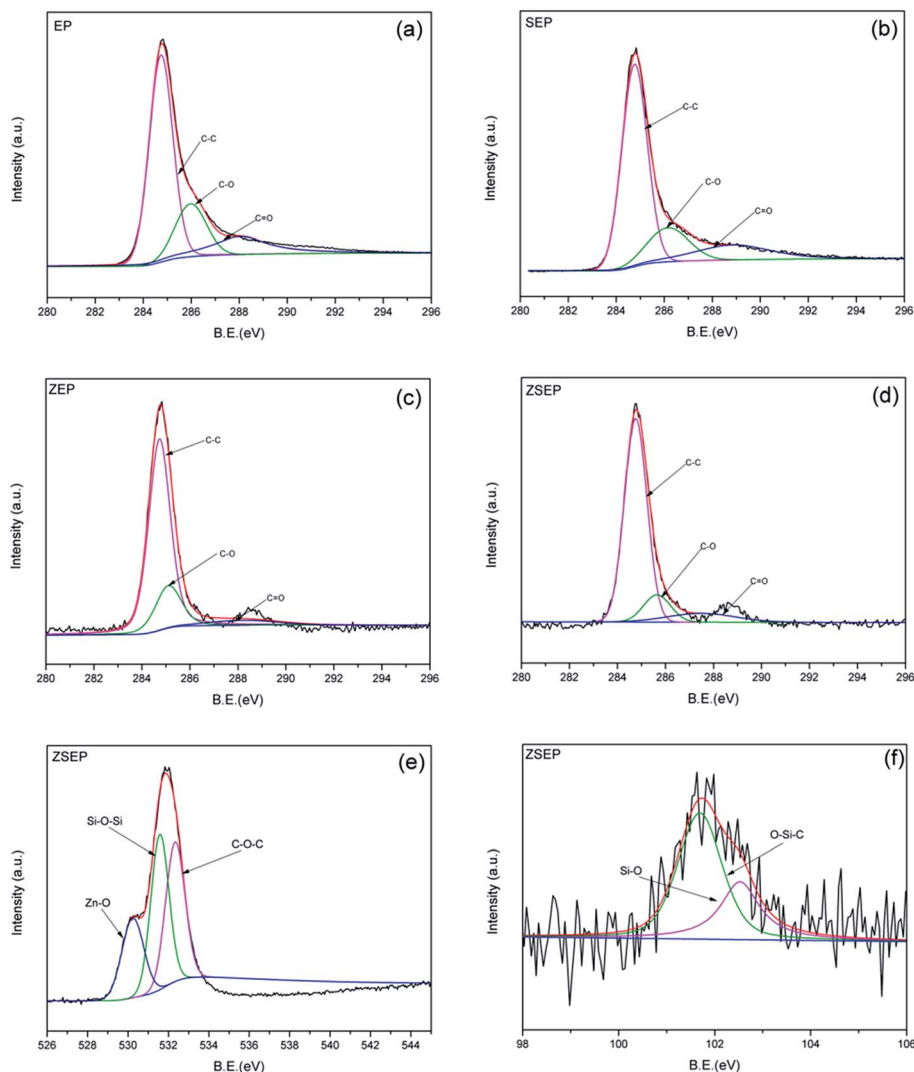 EP
(a)
C-C
C-O
C=O
Intensity (a.u.)
280 282 284 286 288 290 292 294 296
B.E.(eV)
SEP
(b)
C-C
C-O
C=O
Intensity (a.u.)
280 282 284 286 288 290 292 294 296
B.E.(eV)
ZEP
(c)
C-C
C-O
C=O
Intensity (a.u.)
280 282 284 286 288 290 292 294 296
B.E.(eV)
ZSEP
(d)
C-C
C-O
C=O
Intensity (a.u.)
280 282 284 286 288 290 292 294 296
B.E.(eV)
ZSEP
(e)
Si-O-Si
C-O-C
Zn-O
Intensity (a.u.)
526 528 530 532 534 536 538 540 542 544
B.E.(eV)
ZSEP
(f)
O-Si-C
Si-O
Intensity (a.u.)
98 100 102 104 106
B.E.(eV)